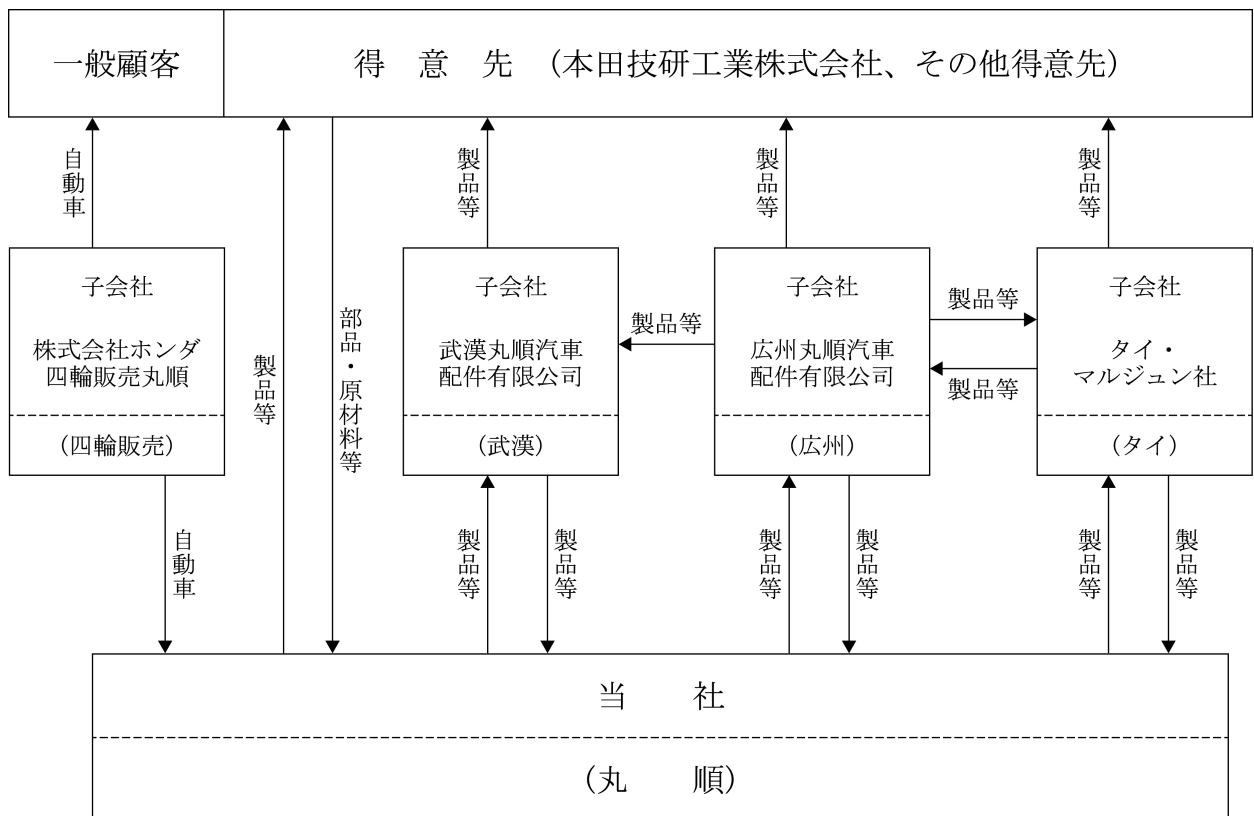 一般顧客
得　意　先　（本田技研工業株式会社、その他得意先）
自動車
製品等
製品等
製品等
子会社
株式会社ホンダ
四輪販売丸順
（四輪販売）
製品等
部品・原材料等
子会社
武漢丸順汽車
配件有限公司
（武漢）
製品等
子会社
広州丸順汽車
配件有限公司
（広州）
製品等
製品等
子会社
タイ・
マルジュン社
（タイ）
自動車
製品等
製品等
製品等
製品等
製品等
製品等
当　　社
（丸　　順）